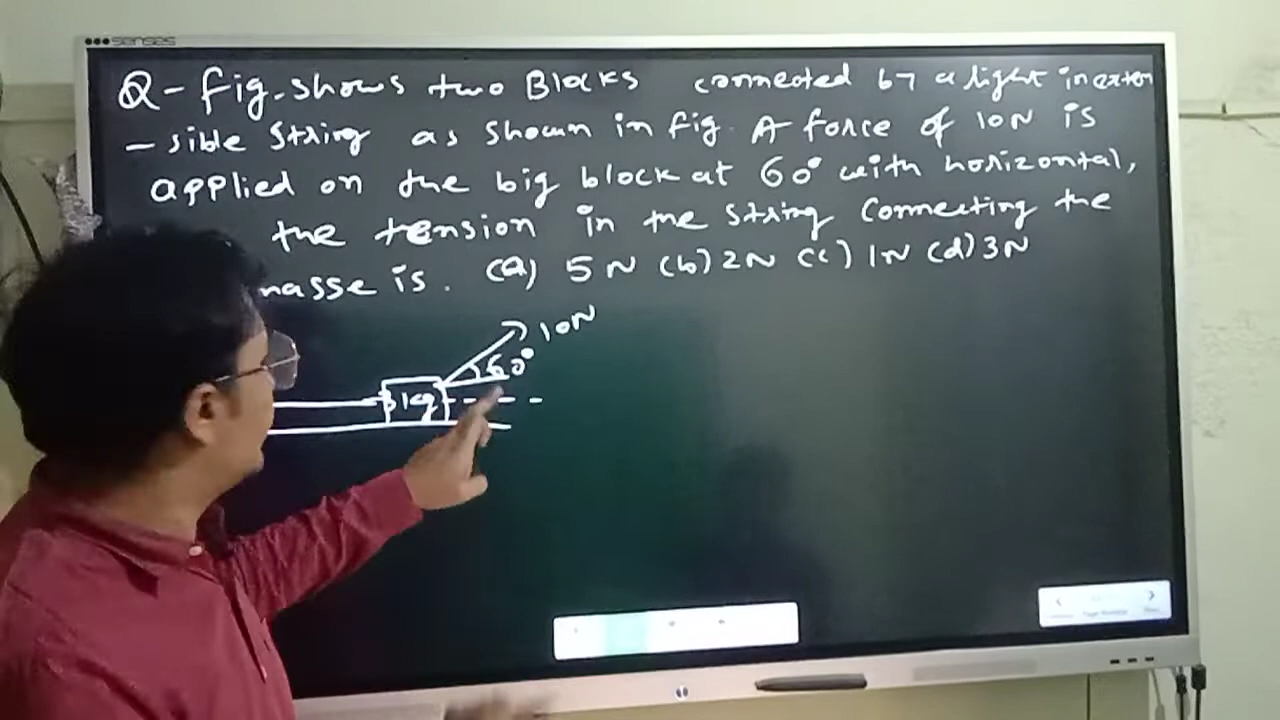 senses
Q - fig. shows two Blocks connected by a light inexten
- sible string as shown in fig. A force of 10N is
applied on the big block at 60° with horizontal,
the tension in the string connecting the
masse is. (a) 5N (b) 2N (c) 1N (d) 3N
10N
60°